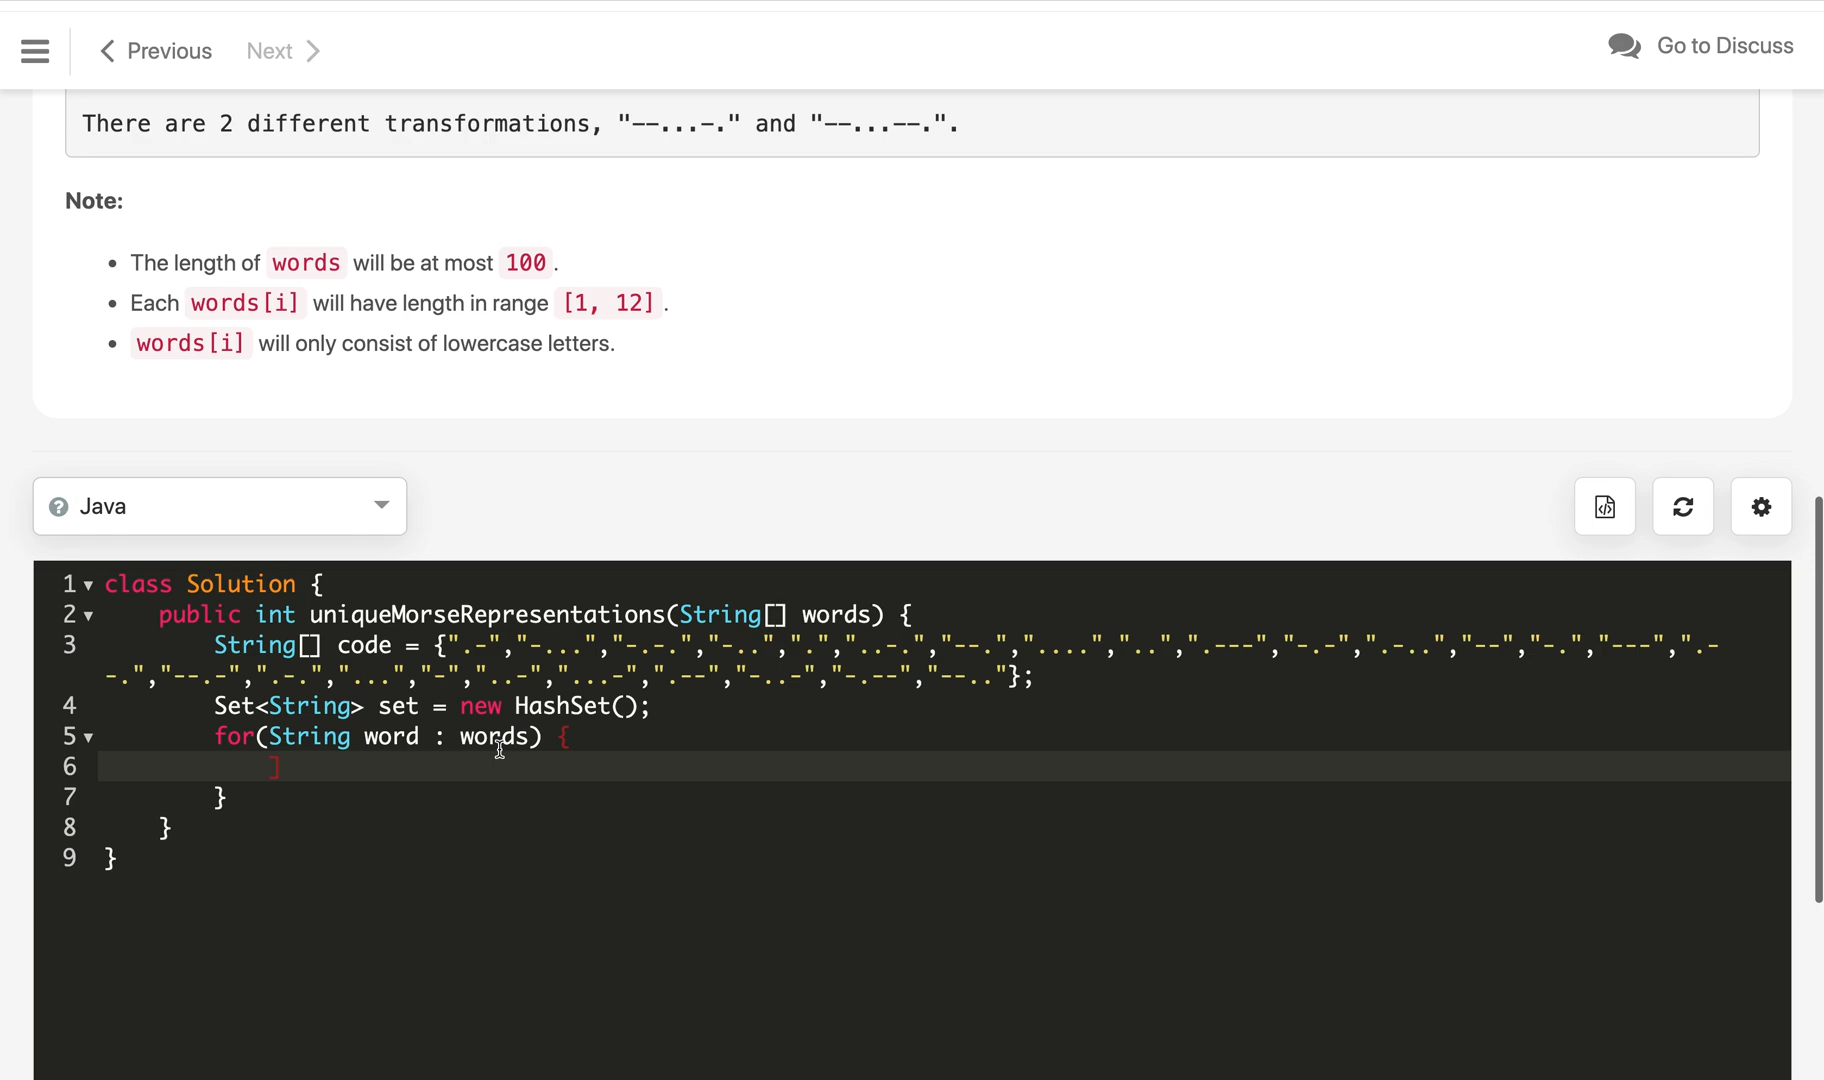 Previous Next Go to Discuss
There are 2 different transformations, "--...-." and "--...--.".
Note:
• The length of words will be at most 100.
• Each words[i] will have length in range [1, 12].
• words[i] will only consist of lowercase letters.
? Java
1 class Solution {
2 public int uniqueMorseRepresentations(String[] words) {
3 String[] code = {".-","-...","-.-.","-..",".","..-.","--.","....","..",".---","-.-",".-..","--","-.","---",".-
-.","--.-",".-.","...","-","..-","...-",".--","-..-","-.--","--.."};
4 Set<String> set = new HashSet();
5 for(String word : words) {
6 ]
7 }
8 }
9 }